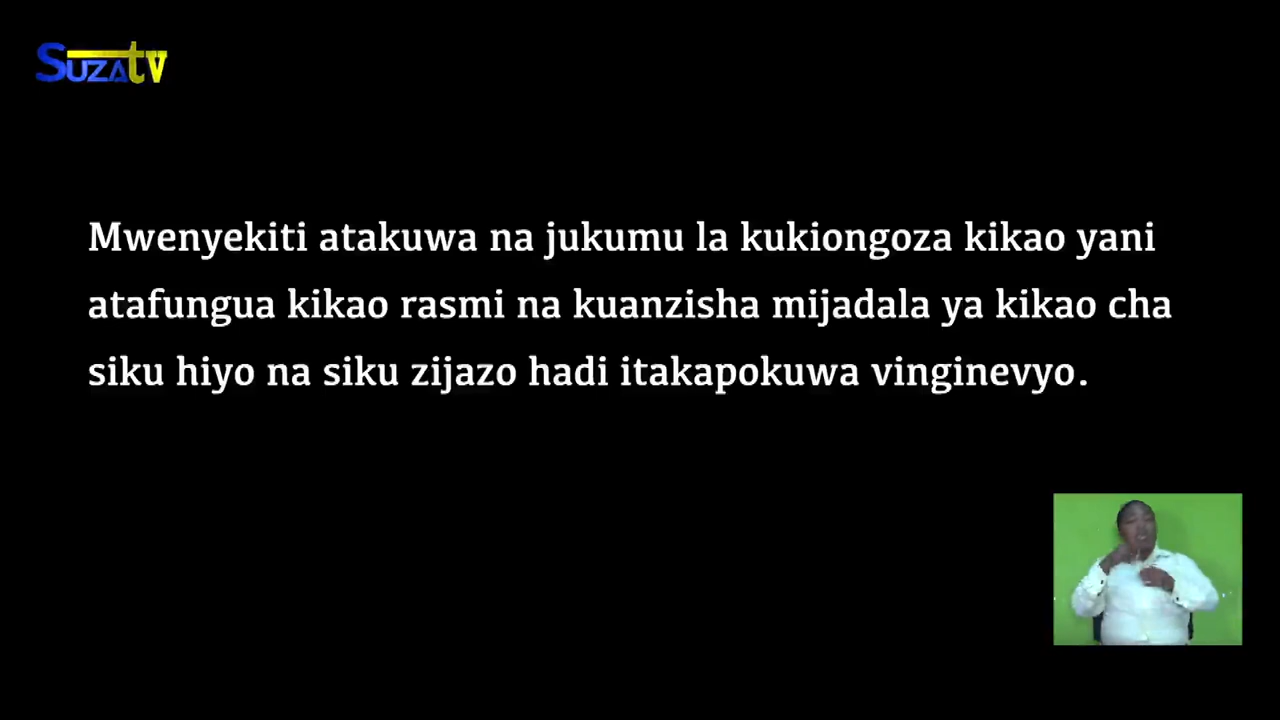 SUZAtv
Mwenyekiti atakuwa na jukumu la kukiongoza kikao yani
atafungua kikao rasmi na kuanzisha mijadala ya kikao cha
siku hiyo na siku zijazo hadi itakapokuwa vinginevyo.